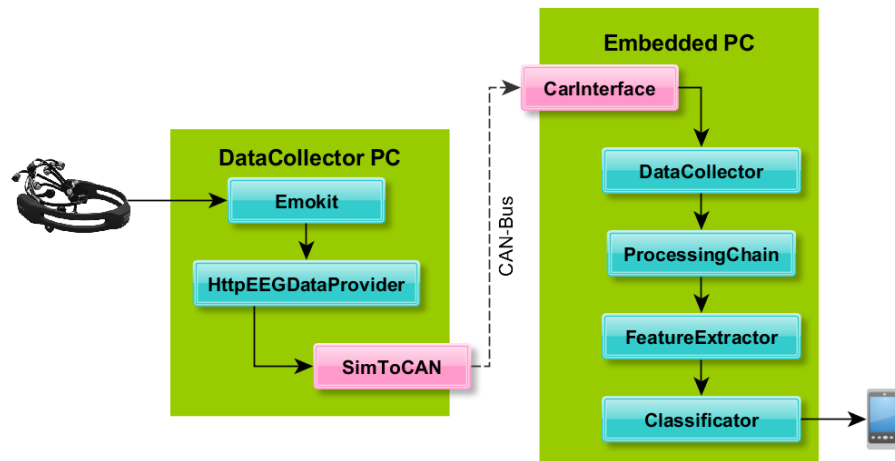 DataCollector PC
Emokit
HttpEEGDataProvider
SimToCAN
CAN-Bus
Embedded PC
CarInterface
DataCollector
ProcessingChain
FeatureExtractor
Classificator